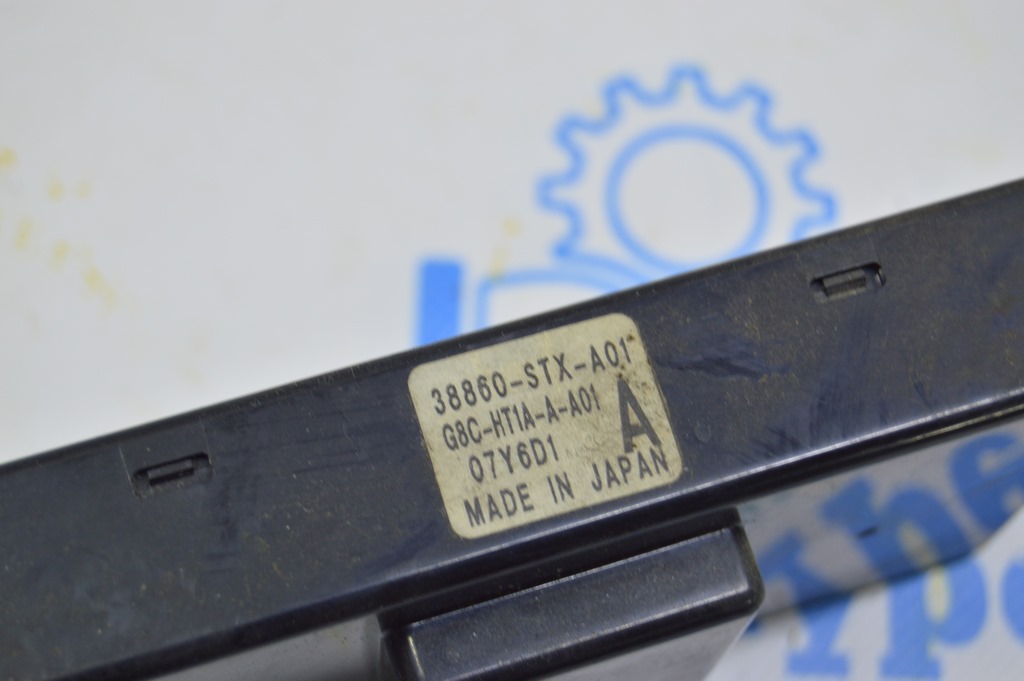 38860-STX-A01
G8C-HT1A-A-A01
07Y6D1
A
MADE IN JAPAN